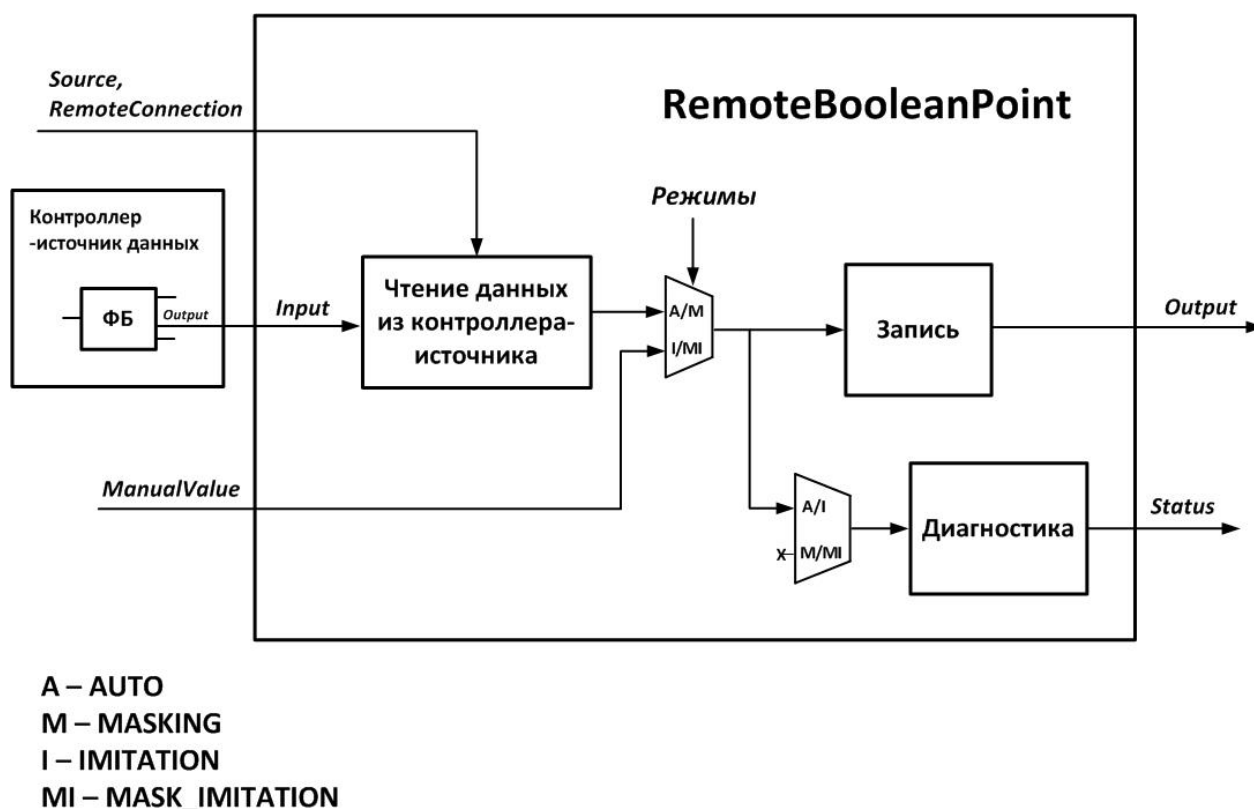 Source,
RemoteConnection
RemoteBooleanPoint
Контроллер
-источник данных
ФБ
Output
Input
Чтение данных
из контроллера-
источника
Режимы
A/M
I/MI
Запись
Output
ManualValue
A/I
X
M/MI
Диагностика
Status
A – AUTO
M – MASKING
I – IMITATION
MI – MASK_IMITATION